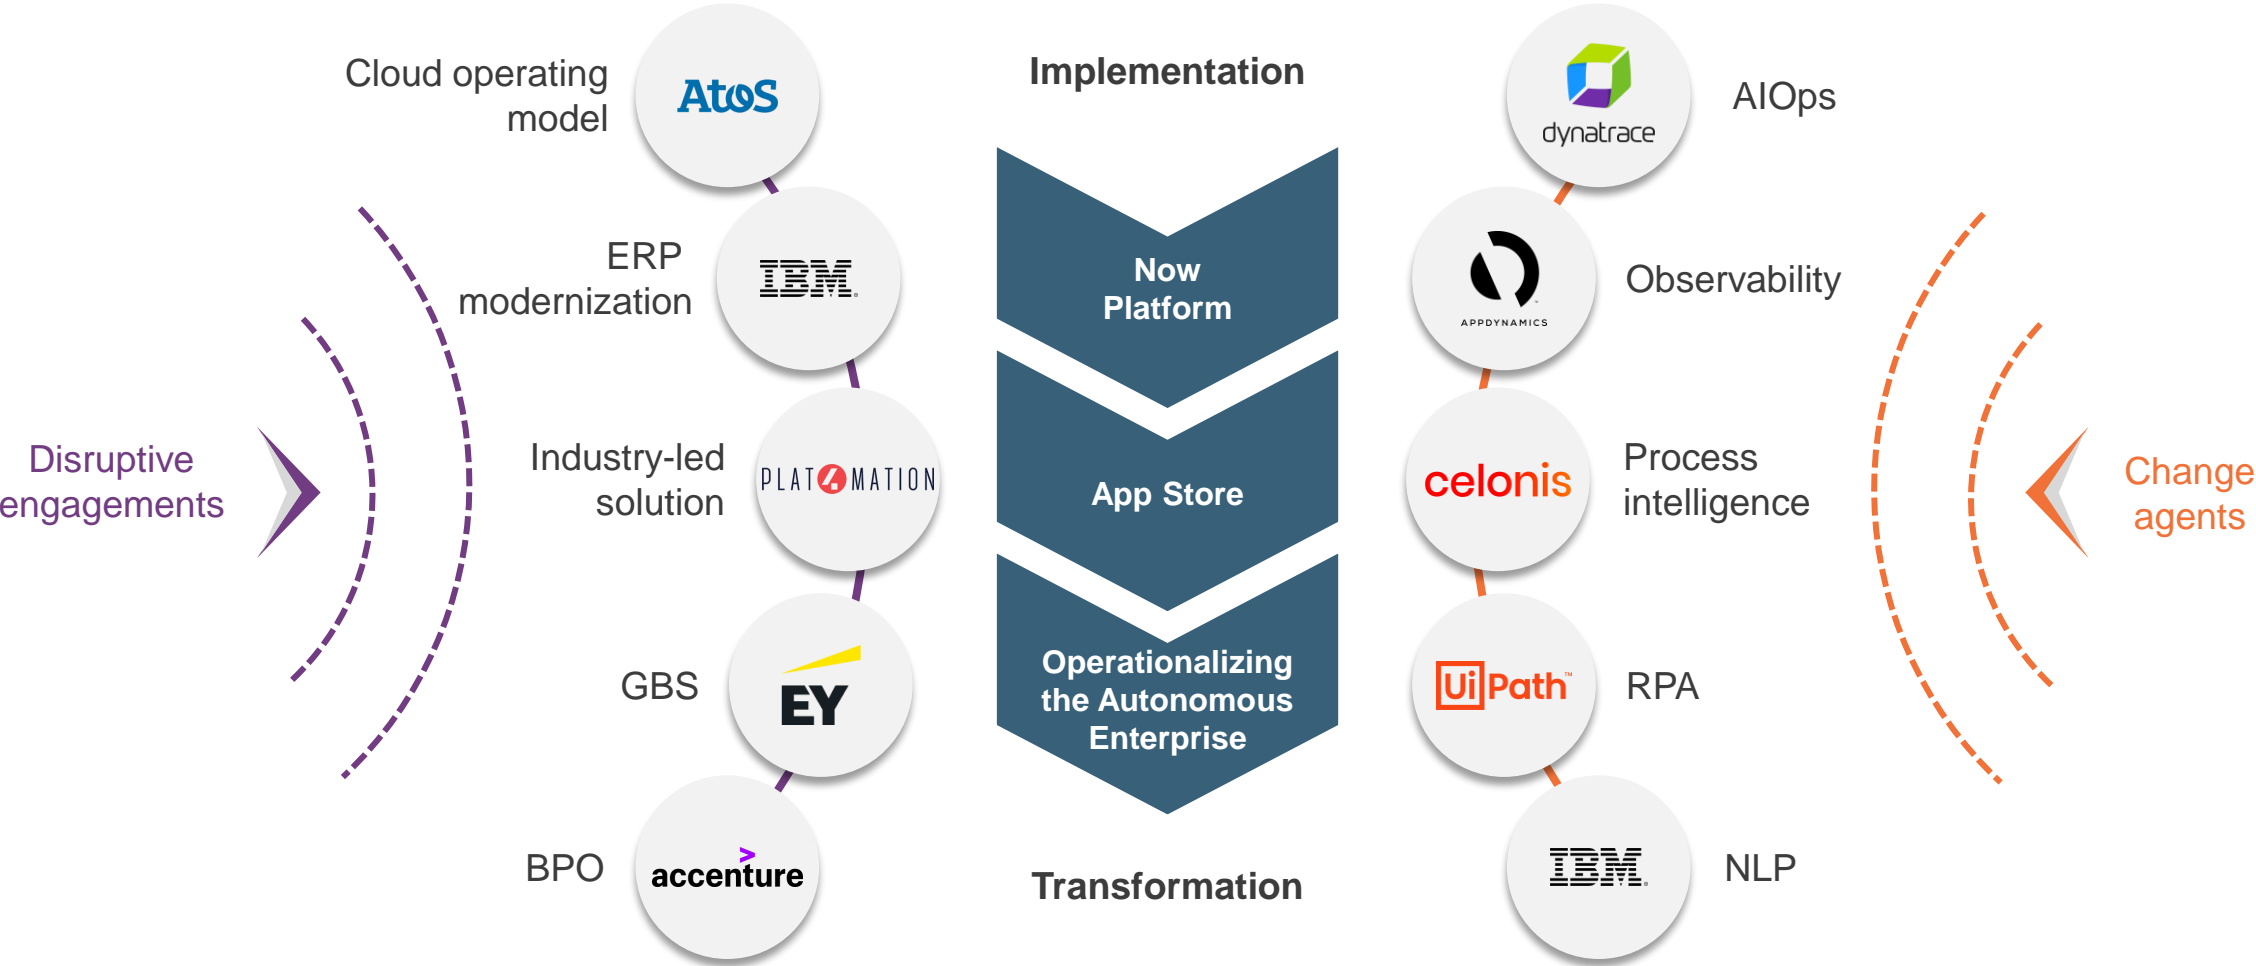 Cloud operating
model
AtoS
Implementation
dynatrace
AIOps
ERP
modernization
IBM
Now
Platform
APPDYNAMICS
Observability
Disruptive
engagements
Industry-led
solution
PLAT4MATION
App Store
celonis
Process
intelligence
Change
agents
GBS
EY
Operationalizing
the Autonomous
Enterprise
UiPath™
RPA
BPO
accenture
Transformation
IBM
NLP